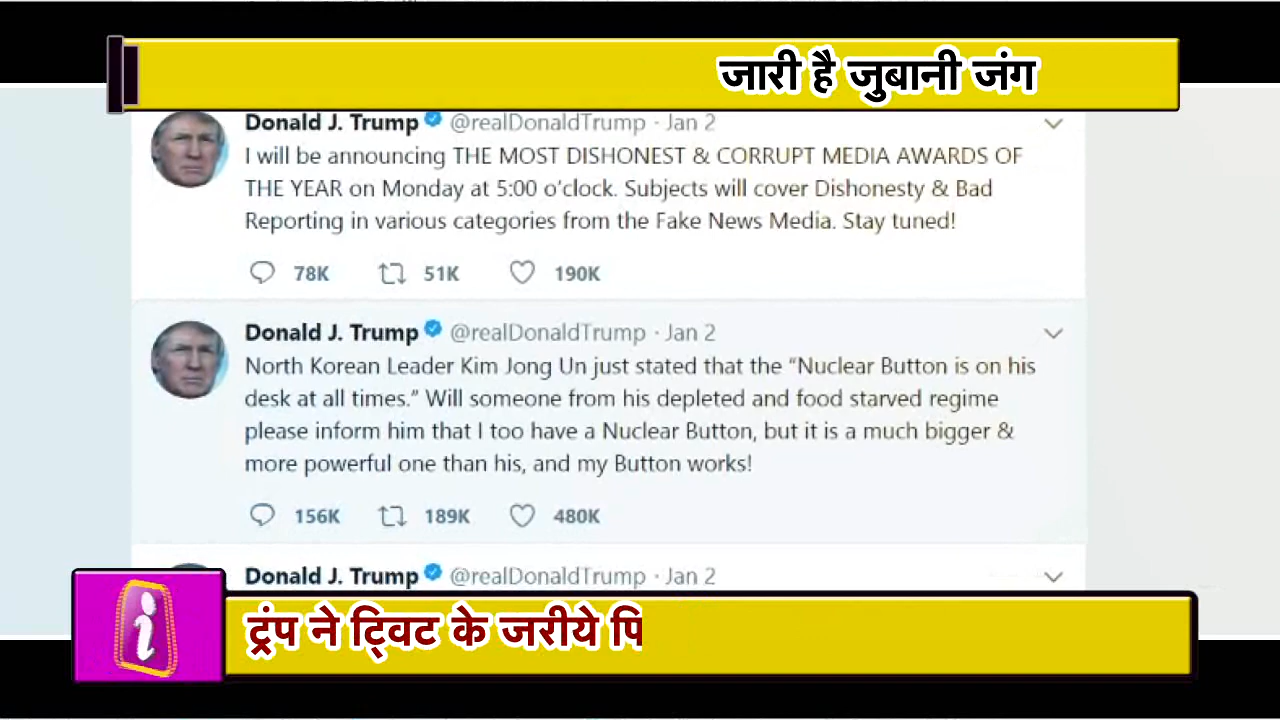 जारी है जुबानी जंग
Donald J. Trump @realDonaldTrump · Jan 2
I will be announcing THE MOST DISHONEST & CORRUPT MEDIA AWARDS OF
THE YEAR on Monday at 5:00 o'clock. Subjects will cover Dishonesty & Bad
Reporting in various categories from the Fake News Media. Stay tuned!
78K 51K 190K
Donald J. Trump @realDonaldTrump · Jan 2
North Korean Leader Kim Jong Un just stated that the “Nuclear Button is on his
desk at all times.” Will someone from his depleted and food starved regime
please inform him that I too have a Nuclear Button, but it is a much bigger &
more powerful one than his, and my Button works!
156K 189K 480K
Donald J. Trump @realDonaldTrump · Jan 2
i
ट्रंप ने ट्विट के जरीये